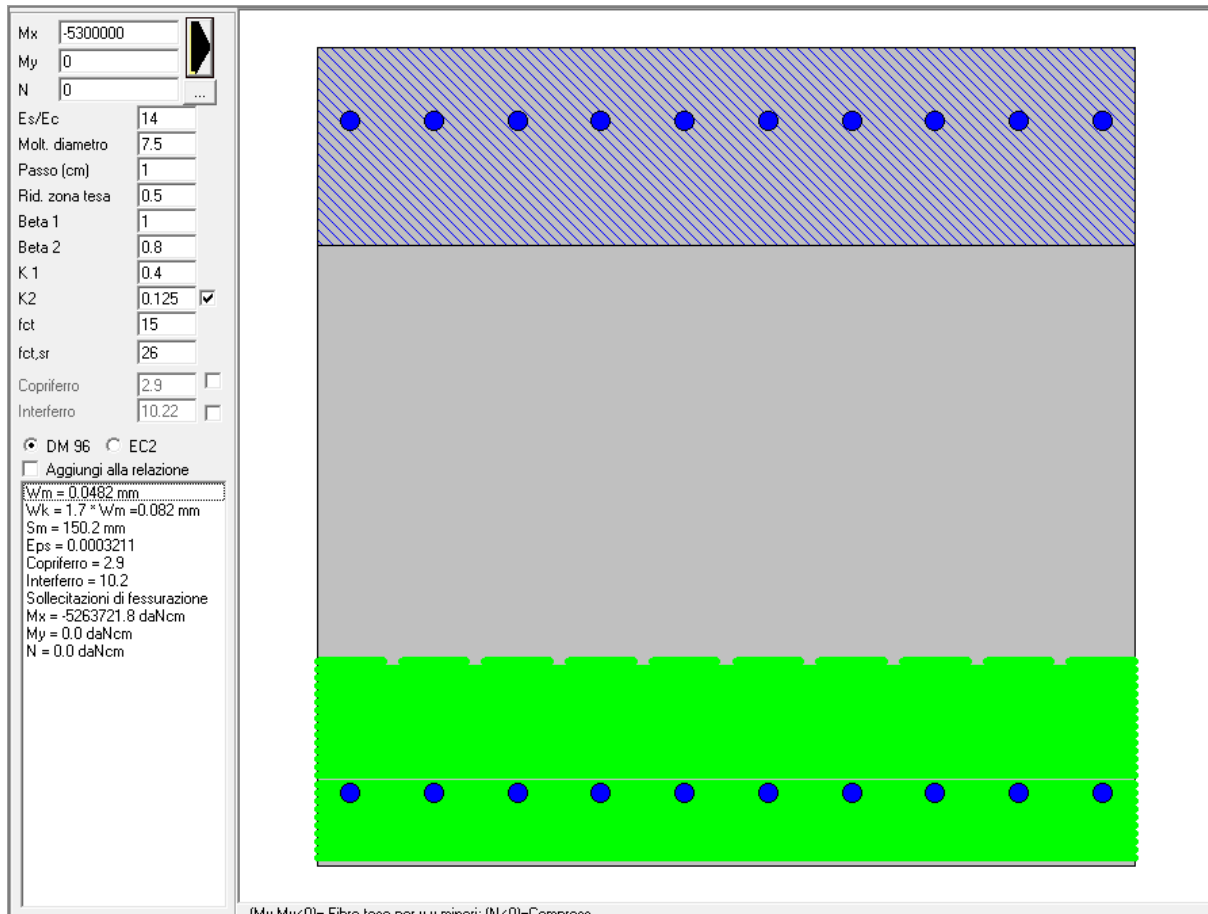 Mx -5300000
My 0
N 0
...
Es/Ec 14
Molt. diametro 7.5
Passo (cm) 1
Rid. zona tesa 0.5
Beta 1 1
Beta 2 0.8
K 1 0.4
K2 0.125
fct 15
fct,sr 26
Copriferro 2.9
Interferro 10.22
DM 96 EC2
Aggiungi alla relazione
Wm = 0.0482 mm
Wk = 1.7 * Wm =0.082 mm
Sm = 150.2 mm
Eps = 0.0003211
Copriferro = 2.9
Interferro = 10.2
Sollecitazioni di fessurazione
Mx = -5263721.8 daNcm
My = 0.0 daNcm
N = 0.0 daNcm